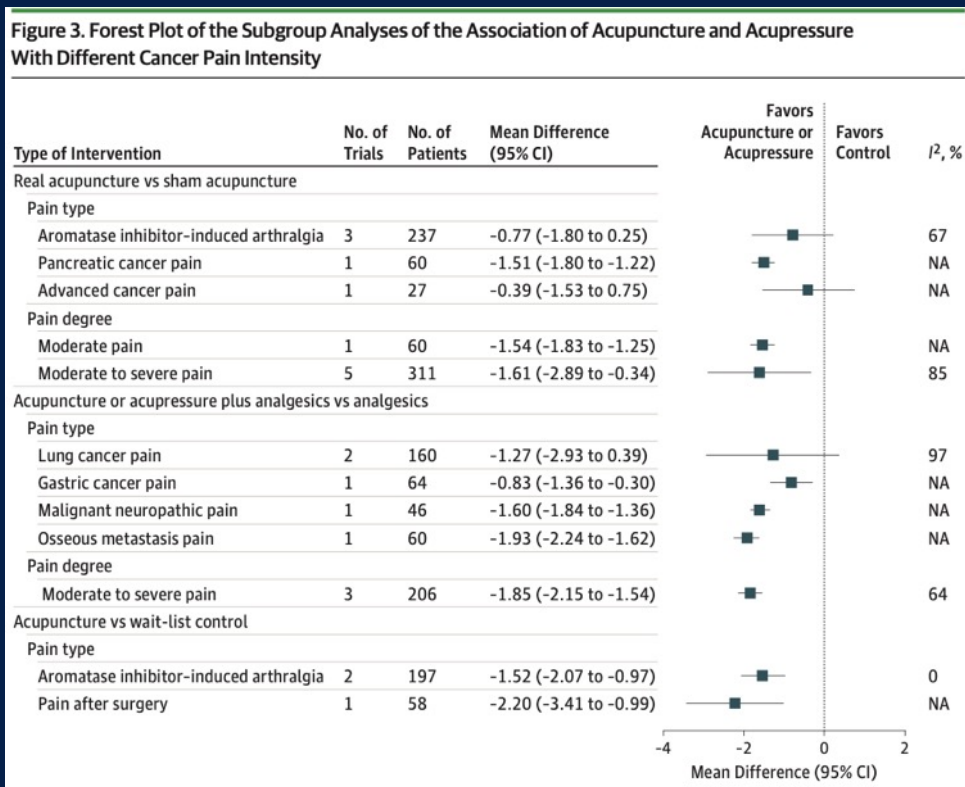 Figure 3. Forest Plot of the Subgroup Analyses of the Association of Acupuncture and Acupressure
With Different Cancer Pain Intensity
Type of Intervention No. of Trials No. of Patients Mean Difference (95% CI) Favors Acupuncture or Acupressure Favors Control I², %
Real acupuncture vs sham acupuncture
Pain type
Aromatase inhibitor-induced arthralgia 3 237 -0.77 (-1.80 to 0.25) 67
Pancreatic cancer pain 1 60 -1.51 (-1.80 to -1.22) NA
Advanced cancer pain 1 27 -0.39 (-1.53 to 0.75) NA
Pain degree
Moderate pain 1 60 -1.54 (-1.83 to -1.25) NA
Moderate to severe pain 5 311 -1.61 (-2.89 to -0.34) 85
Acupuncture or acupressure plus analgesics vs analgesics
Pain type
Lung cancer pain 2 160 -1.27 (-2.93 to 0.39) 97
Gastric cancer pain 1 64 -0.83 (-1.36 to -0.30) NA
Malignant neuropathic pain 1 46 -1.60 (-1.84 to -1.36) NA
Osseous metastasis pain 1 60 -1.93 (-2.24 to -1.62) NA
Pain degree
Moderate to severe pain 3 206 -1.85 (-2.15 to -1.54) 64
Acupuncture vs wait-list control
Pain type
Aromatase inhibitor-induced arthralgia 2 197 -1.52 (-2.07 to -0.97) 0
Pain after surgery 1 58 -2.20 (-3.41 to -0.99) NA
-4 -2 0 2
Mean Difference (95% CI)